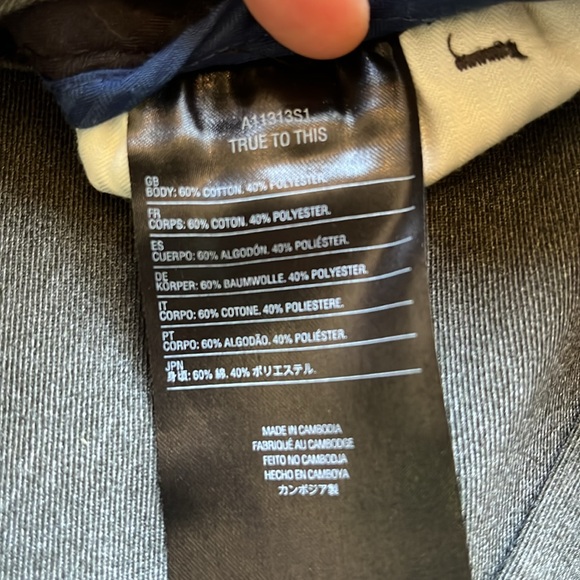 A11313S1
TRUE TO THIS
GB
BODY: 60% COTTON. 40% POLYESTER.
FR
CORPS: 60% COTON. 40% POLYESTER.
ES
CUERPO: 60% ALGODÓN. 40% POLIÉSTER.
DE
KÖRPER: 60% BAUMWOLLE. 40% POLYESTER.
IT
CORPO: 60% COTONE. 40% POLIESTERE.
PT
CORPO: 60% ALGODÃO. 40% POLIÉSTER.
JPN
身頃: 60% 綿. 40% ポリエステル.
MADE IN CAMBODIA
FABRIQUÉ AU CAMBODGE
FEITO NO CAMBODJA
HECHO EN CAMBOYA
カンボジア製